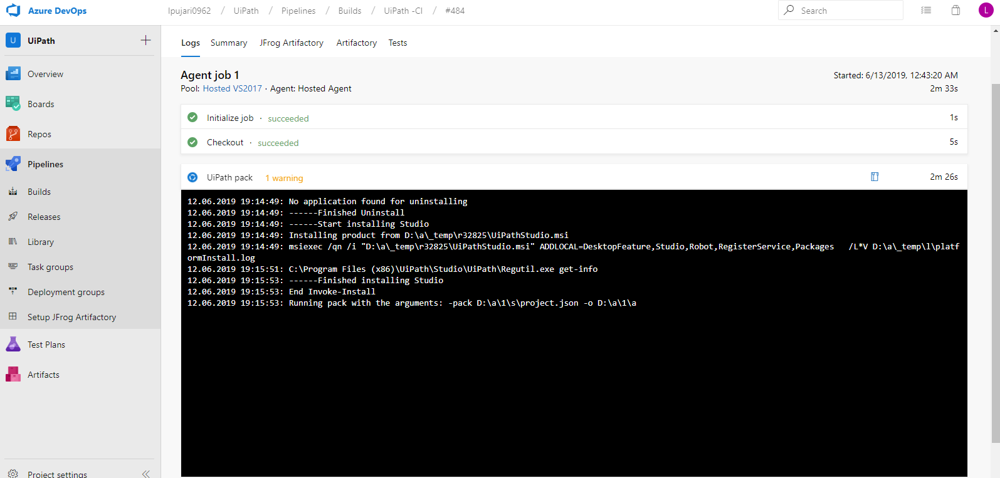 Azure DevOps
lpujari0962 / UiPath / Pipelines / Builds / UiPath -CI / #484
Search
L
U UiPath
Overview
Boards
Repos
Pipelines
Builds
Releases
Library
Task groups
Deployment groups
Setup JFrog Artifactory
Test Plans
Artifacts
Project settings
Logs Summary JFrog Artifactory Artifactory Tests
Agent job 1
Started: 6/13/2019, 12:43:20 AM
Pool: Hosted VS2017 · Agent: Hosted Agent
2m 33s
Initialize job · succeeded 1s
Checkout · succeeded 5s
UiPath pack 1 warning 2m 26s
12.06.2019 19:14:49: No application found for uninstalling
12.06.2019 19:14:49: ------Finished Uninstall
12.06.2019 19:14:49: ------Start installing Studio
12.06.2019 19:14:49: Installing product from D:\a\_temp\r32825\UiPathStudio.msi
12.06.2019 19:14:49: msiexec /qn /i "D:\a\_temp\r32825\UiPathStudio.msi" ADDLOCAL=DesktopFeature,Studio,Robot,RegisterService,Packages /L*V D:\a\_temp\l\platf
ormInstall.log
12.06.2019 19:15:51: C:\Program Files (x86)\UiPath\Studio\UiPath\Regutil.exe get-info
12.06.2019 19:15:53: ------Finished installing Studio
12.06.2019 19:15:53: End Invoke-Install
12.06.2019 19:15:53: Running pack with the arguments: -pack D:\a\1\s\project.json -o D:\a\1\a